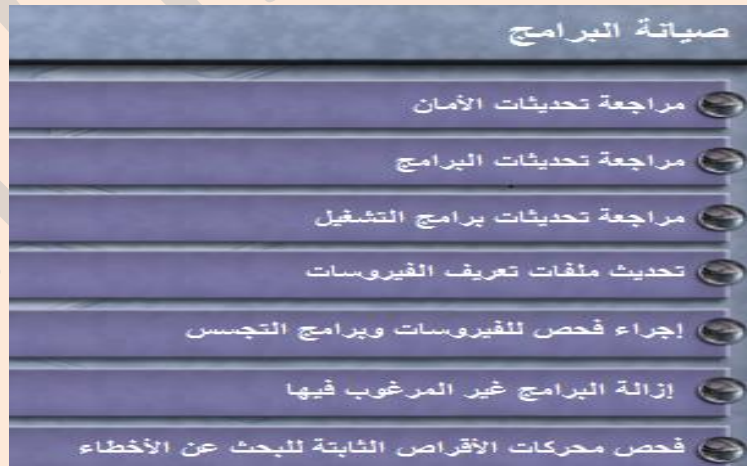 صيانة البرامج
مراجعة تحديثات الأمان
مراجعة تحديثات البرامج
مراجعة تحديثات برامج التشغيل
تحديث ملفات تعريف الفيروسات
إجراء فحص للفيروسات وبرامج التجسس
إزالة البرامج غير المرغوب فيها
فحص محركات الأقراص الثابتة للبحث عن الأخطاء